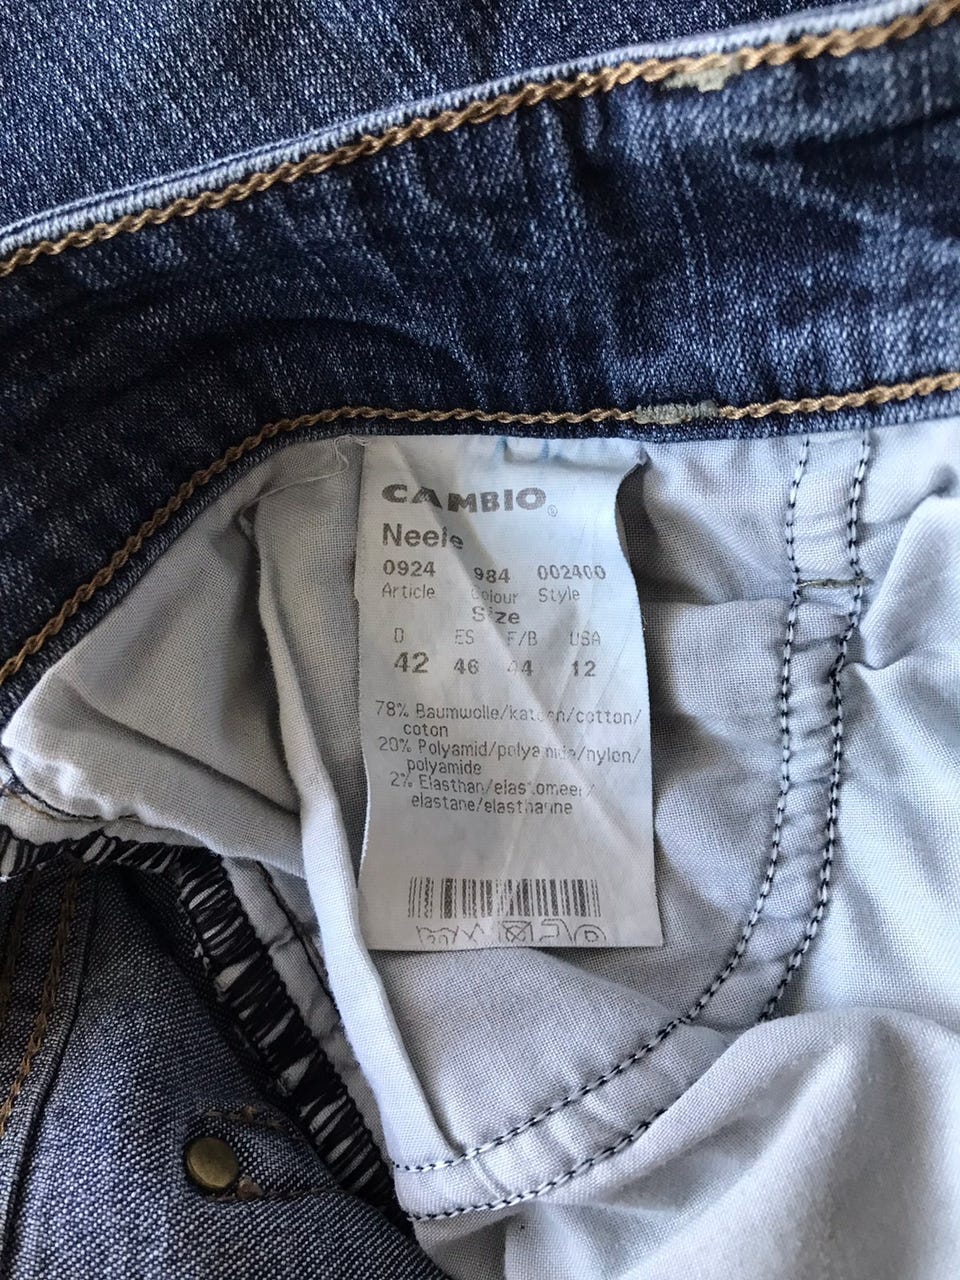 CAMBIO®
Neele
0924 984 002400
Article Colour Style
Size
D ES F/B USA
42 46 44 12
78% Baumwolle/katoen/cotton/
coton
20% Polyamid/polyamide/nylon/
polyamide
2% Elasthan/elastomeer/
elastane/elasthanne